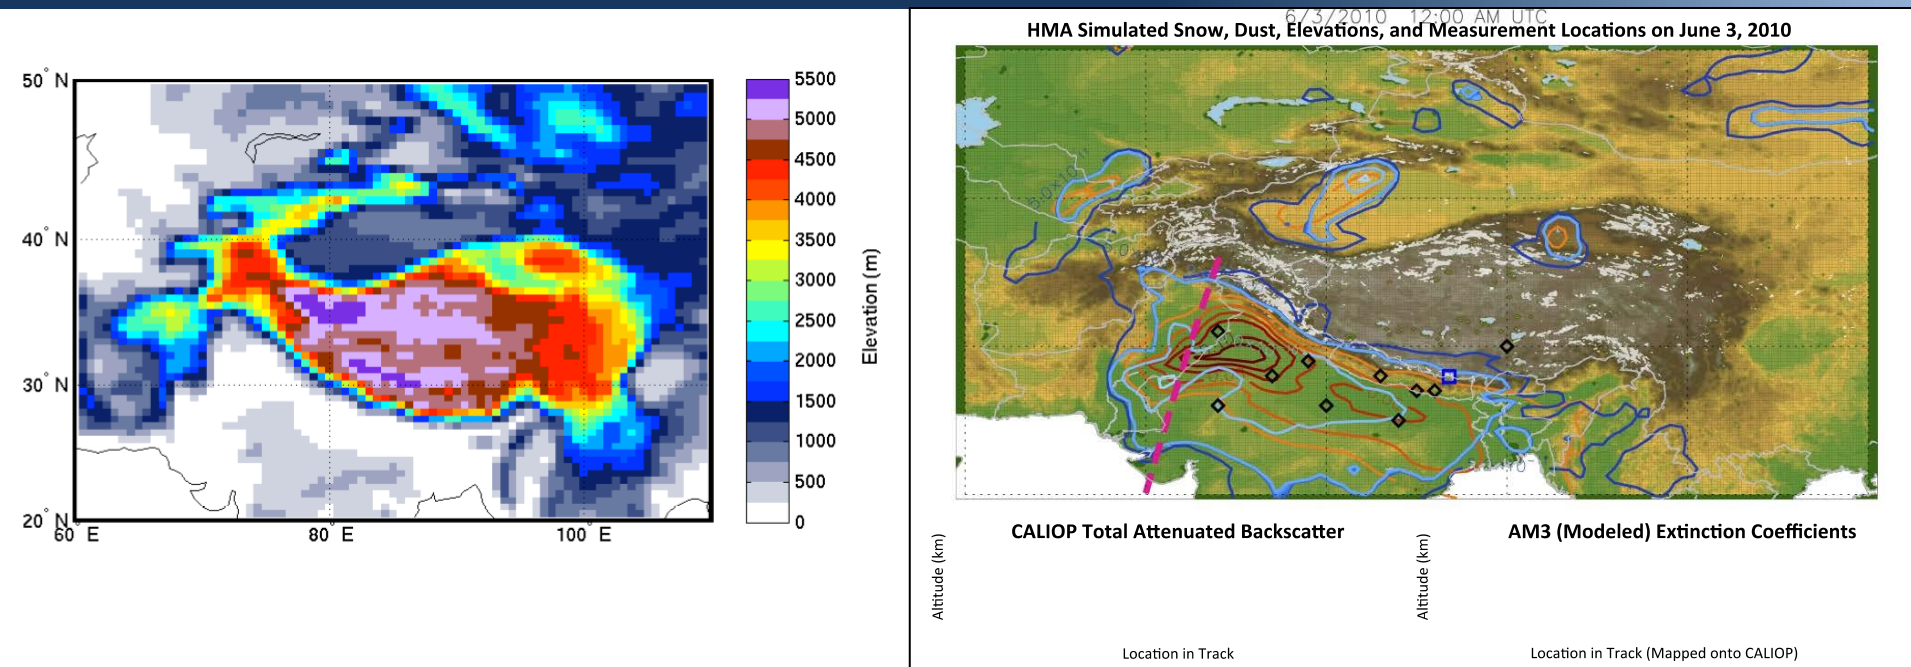 6/3/2010 12:00 AM UTC
HMA Simulated Snow, Dust, Elevations, and Measurement Locations on June 3, 2010
50° N
40° N
30° N
20° N
60° E
80° E
100° E
5500
5000
4500
4000
3500
3000
2500
2000
1500
1000
500
0
Elevation (m)
CALIOP Total Attenuated Backscatter
AM3 (Modeled) Extinction Coefficients
Altitude (km)
Altitude (km)
Location in Track
Location in Track (Mapped onto CALIOP)